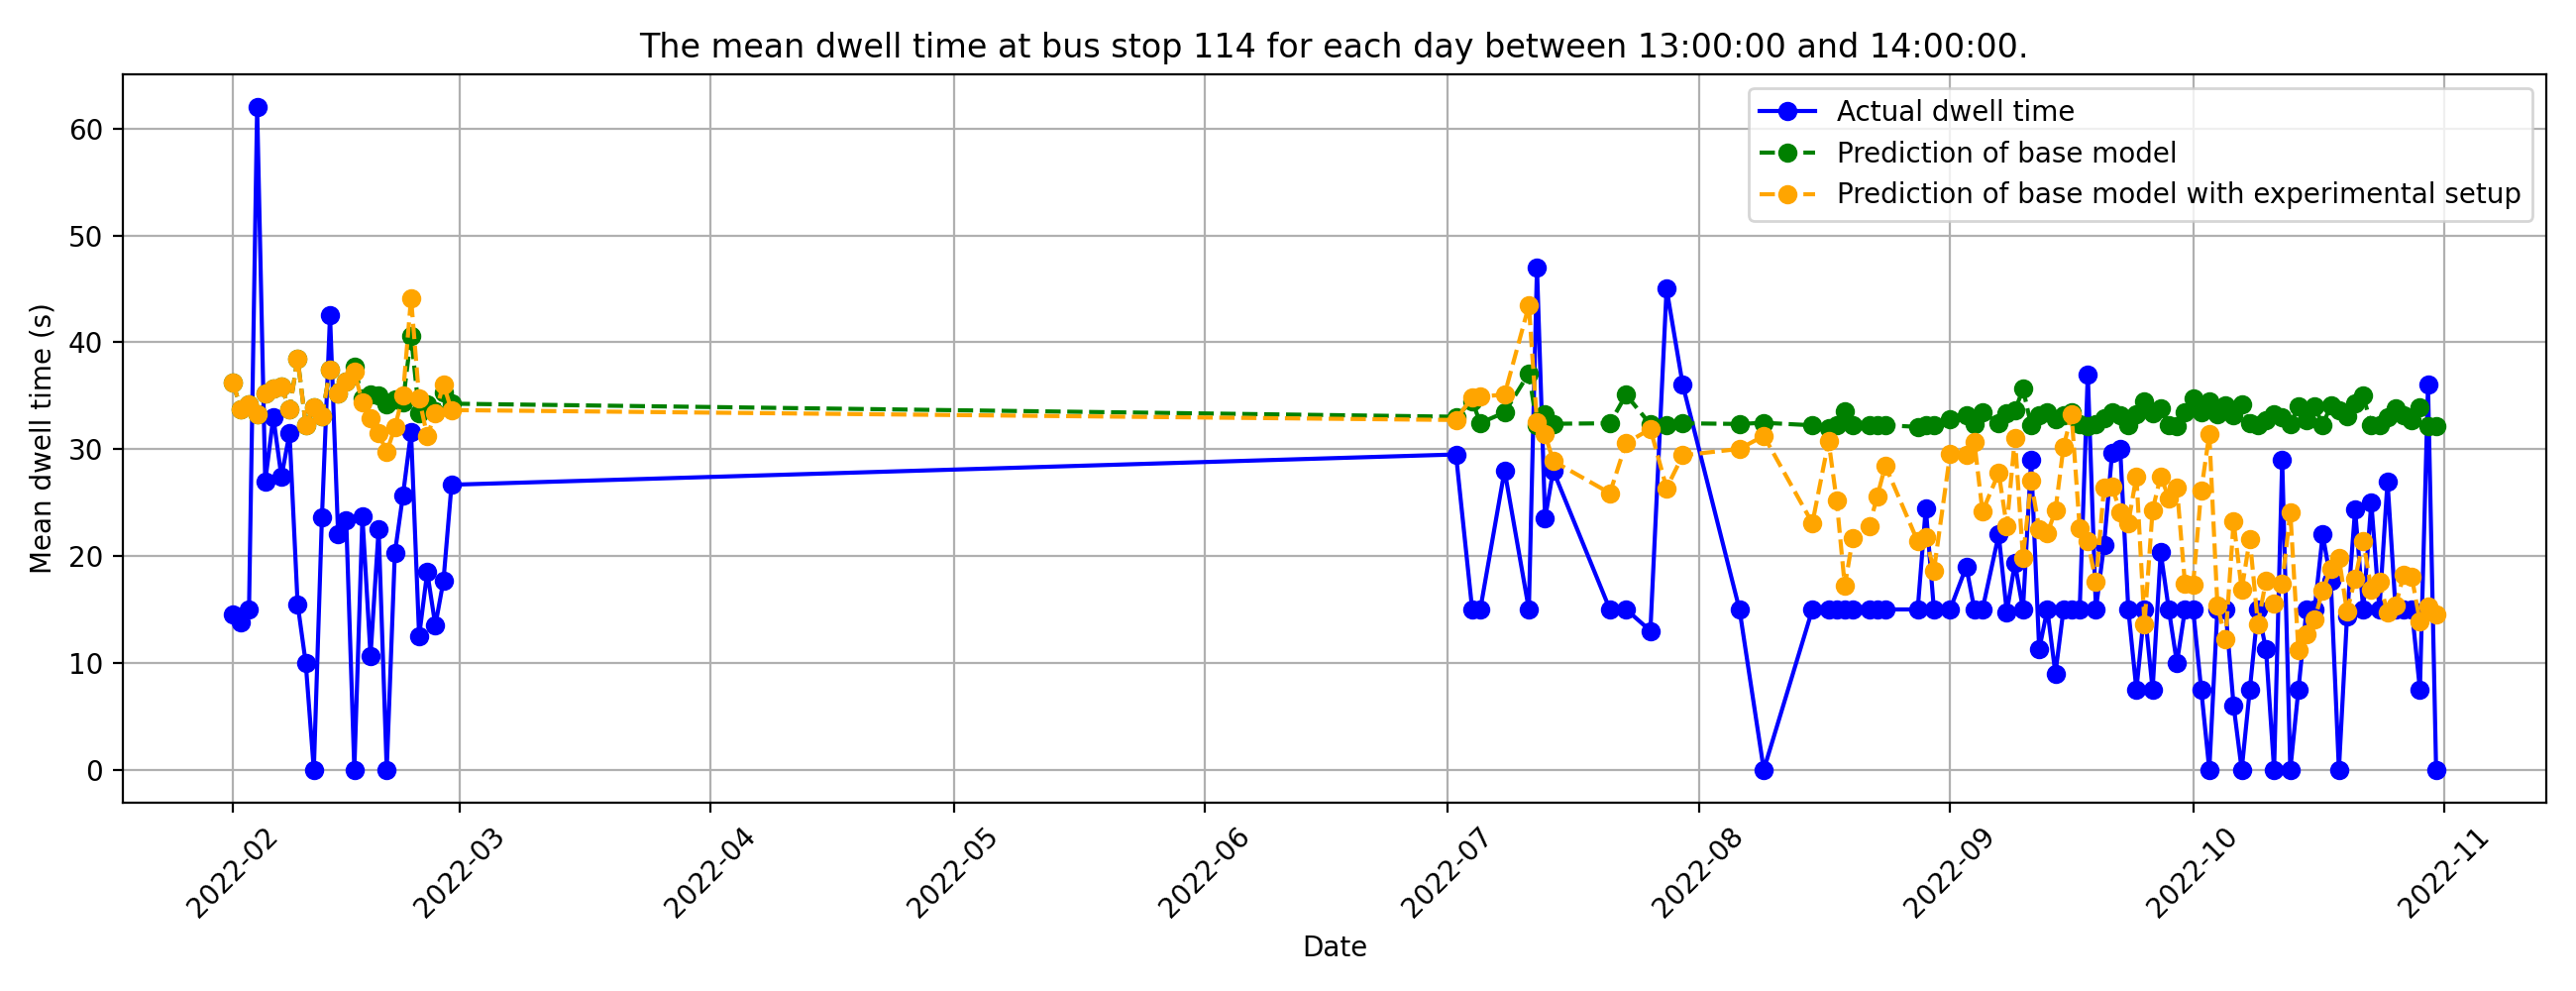 The mean dwell time at bus stop 114 for each day between 13:00:00 and 14:00:00.
Actual dwell time
Prediction of base model
Prediction of base model with experimental setup
Mean dwell time (s)
60
50
40
30
20
10
0
2022-02
2022-03
2022-04
2022-05
2022-06
2022-07
2022-08
2022-09
2022-10
2022-11
Date